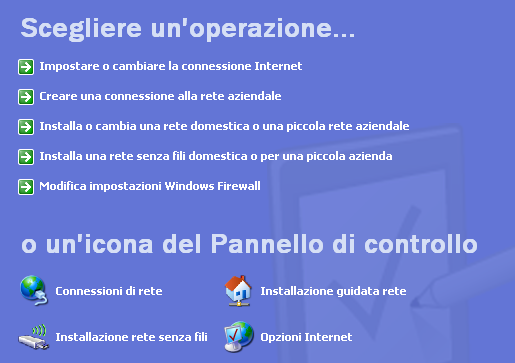 Scegliere un'operazione...
Impostare o cambiare la connessione Internet
Creare una connessione alla rete aziendale
Installa o cambia una rete domestica o una piccola rete aziendale
Installa una rete senza fili domestica o per una piccola azienda
Modifica impostazioni Windows Firewall
o un'icona del Pannello di controllo
Connessioni di rete
Installazione guidata rete
Installazione rete senza fili
Opzioni Internet